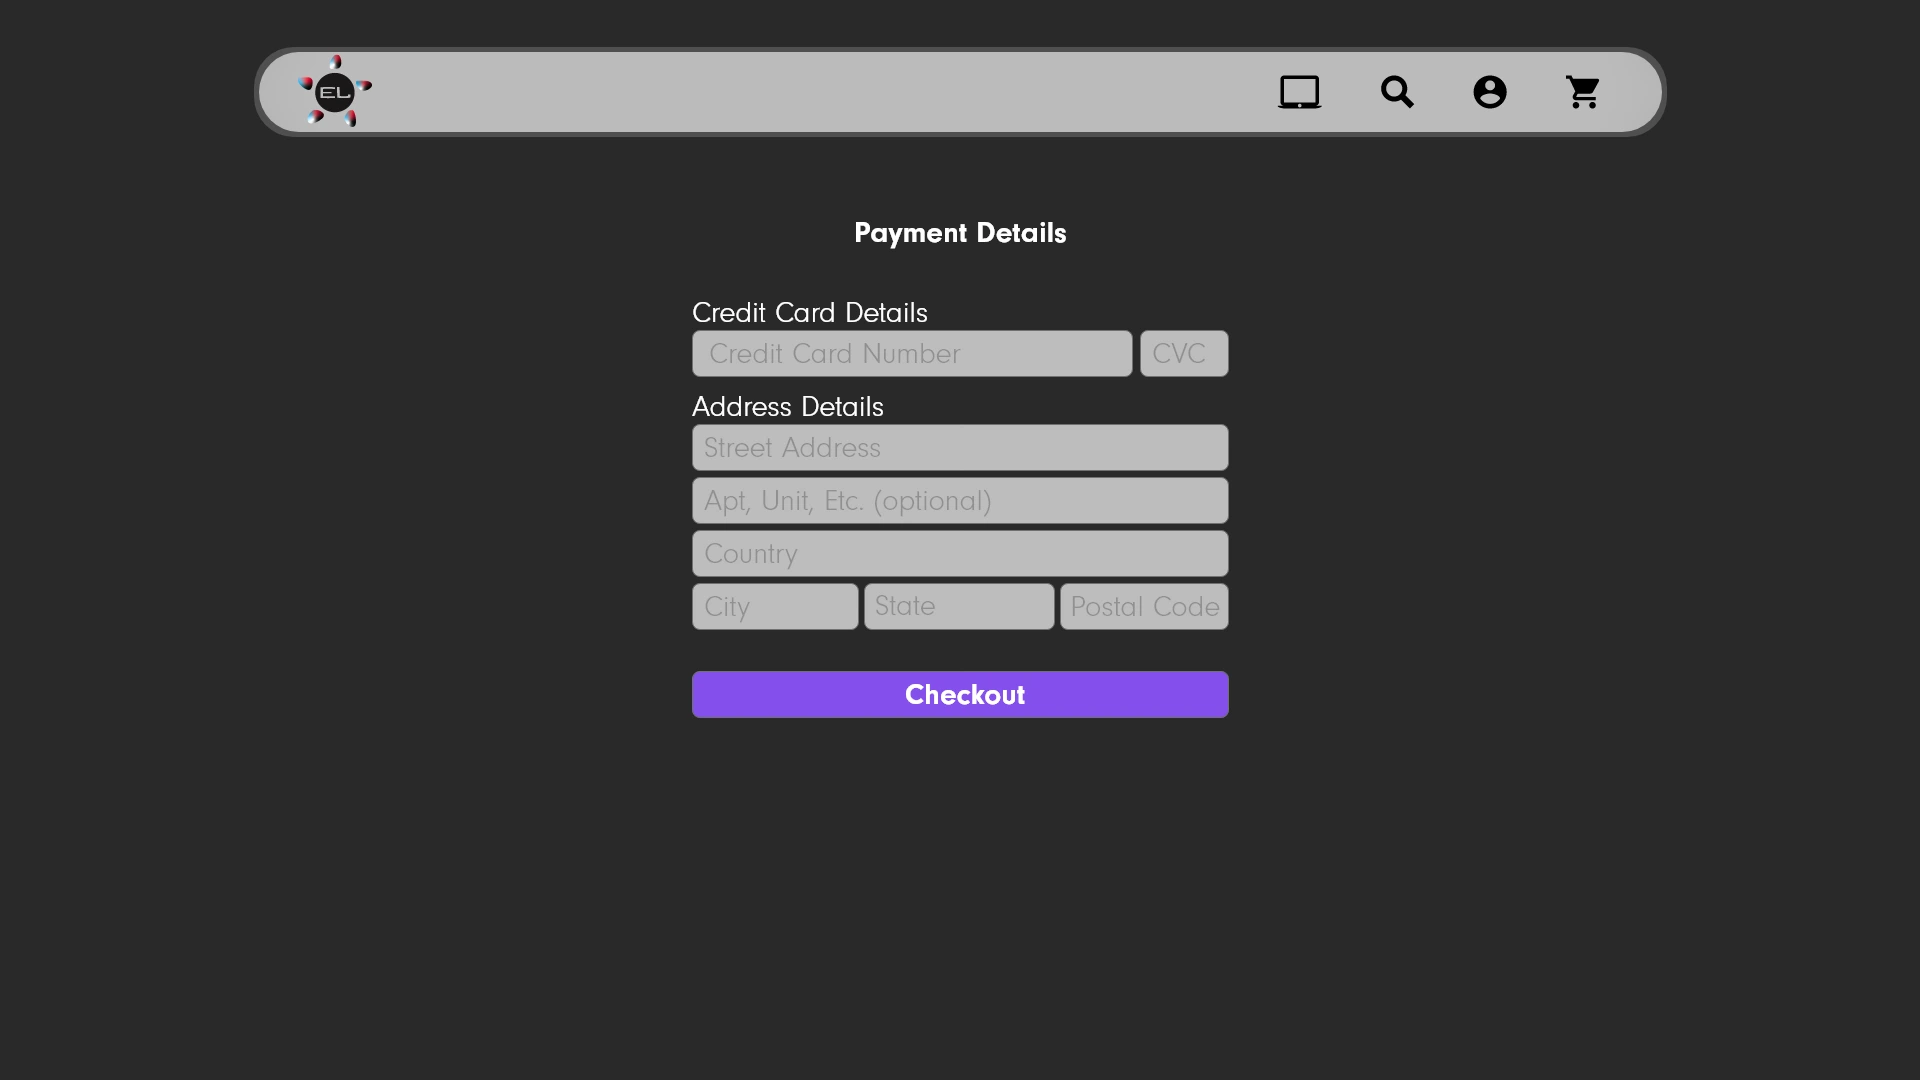 EL
Payment Details
Credit Card Details
Credit Card Number CVC
Address Details
Street Address
Apt, Unit, Etc. (optional)
Country
City State Postal Code
Checkout